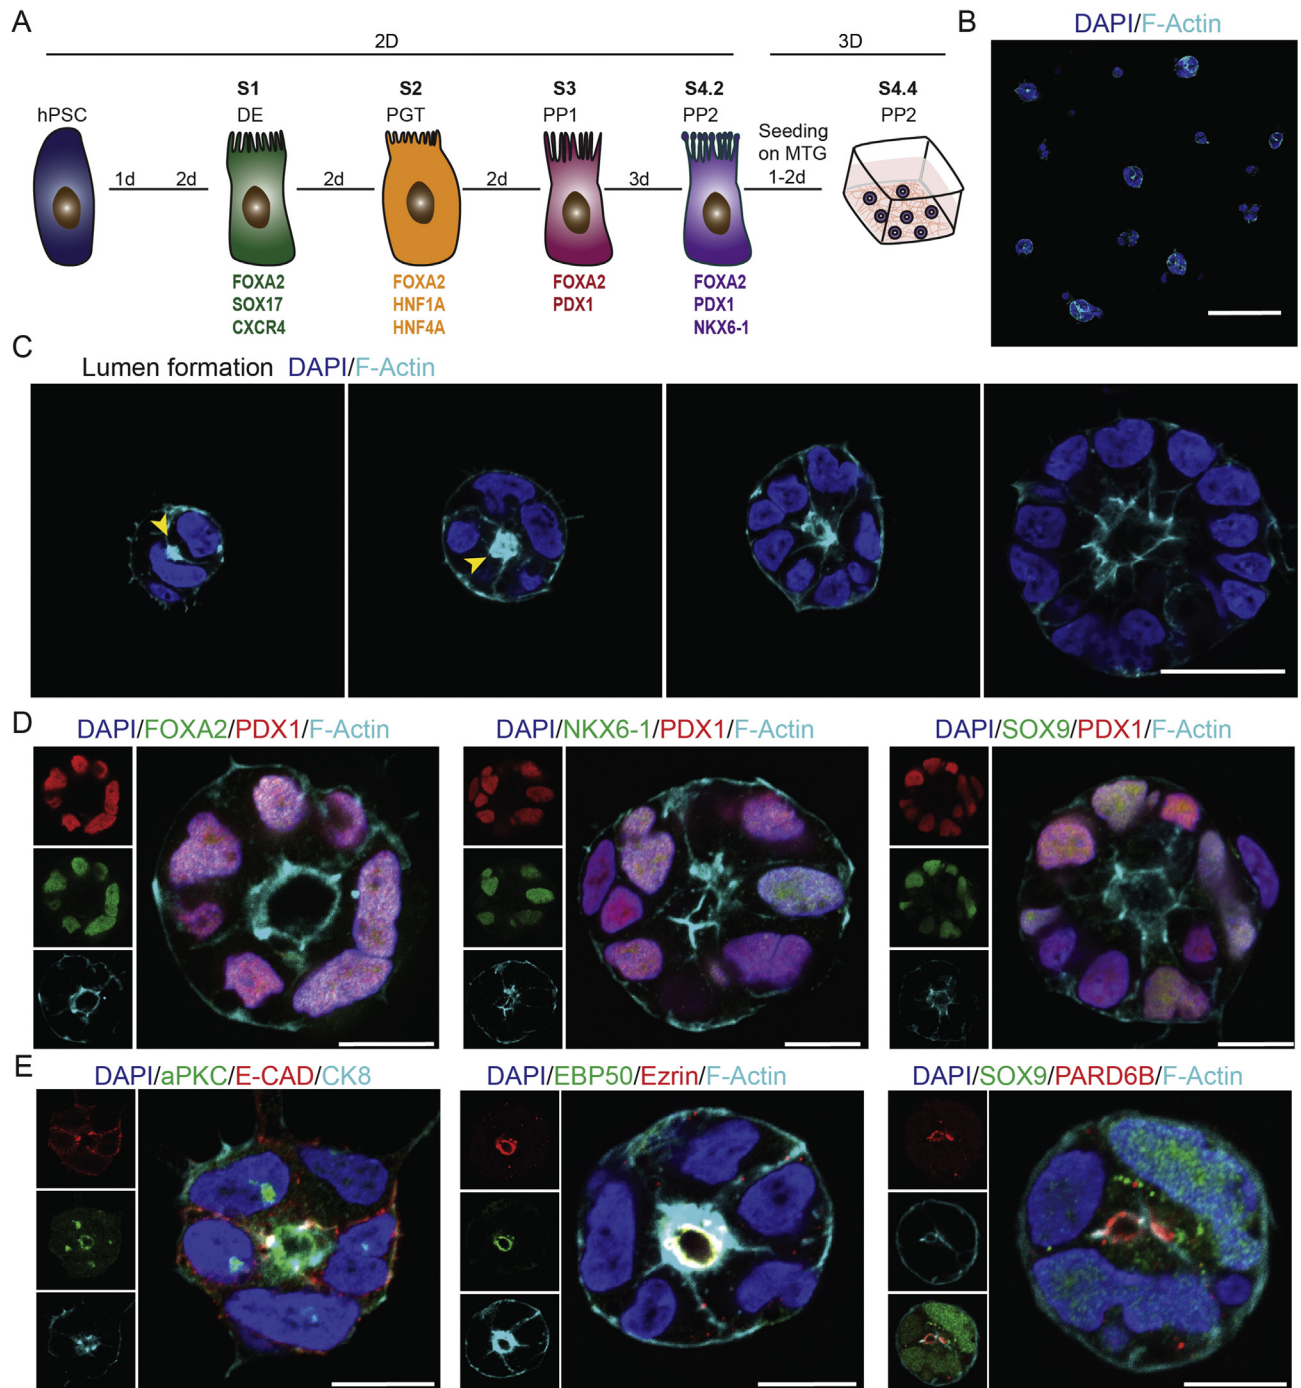 A
2D
3D
S1
S2
S3
S4.2
S4.4
hPSC
DE
PGT
PP1
PP2
PP2
Seeding
on MTG
1d
2d
2d
2d
3d
1-2d
FOXA2
SOX17
CXCR4
FOXA2
HNF1A
HNF4A
FOXA2
PDX1
FOXA2
PDX1
NKX6-1
B
DAPI/F-Actin
C
Lumen formation DAPI/F-Actin
D
DAPI/FOXA2/PDX1/F-Actin
DAPI/NKX6-1/PDX1/F-Actin
DAPI/SOX9/PDX1/F-Actin
E
DAPI/aPKC/E-CAD/CK8
DAPI/EBP50/Ezrin/F-Actin
DAPI/SOX9/PARD6B/F-Actin